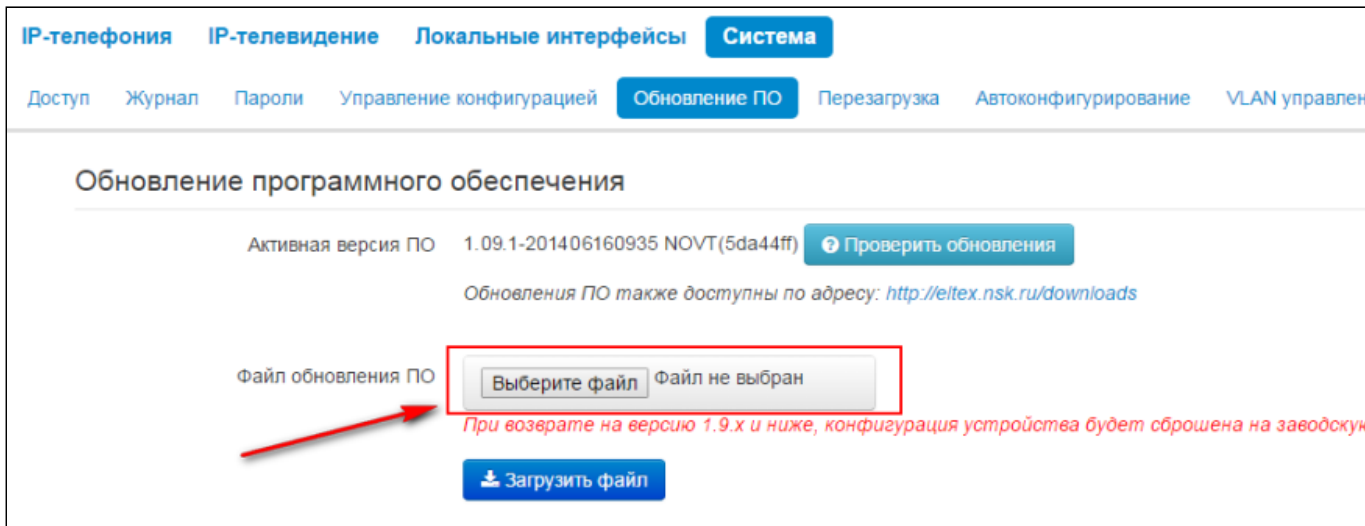 IP-телефония IP-телевидение Локальные интерфейсы Система
Доступ Журнал Пароли Управление конфигурацией Обновление ПО Перезагрузка Автоконфигурирование VLAN
Обновление программного обеспечения
Активная версия ПО 1.09.1-201406160935 NOVT(5da44ff) Проверить обновления
Обновления ПО также доступны по адресу: http://eltex.nsk.ru/downloads
Файл обновления ПО Выберите файл Файл не выбран
При возврате на версию 1.9.x и ниже, конфигурация устройства будет сброшена на
Загрузить файл